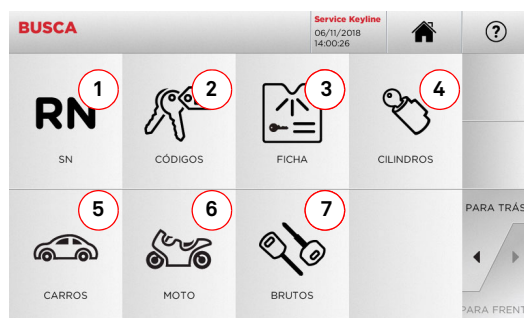 BUSCA
Service Keyline
06/11/2018
14:00:26
?
1
RN
SN
2
CÓDIGOS
3
FICHA
4
CILINDROS
5
CARROS
6
MOTO
7
BRUTOS
PARA TRÁS
PARA FRENT